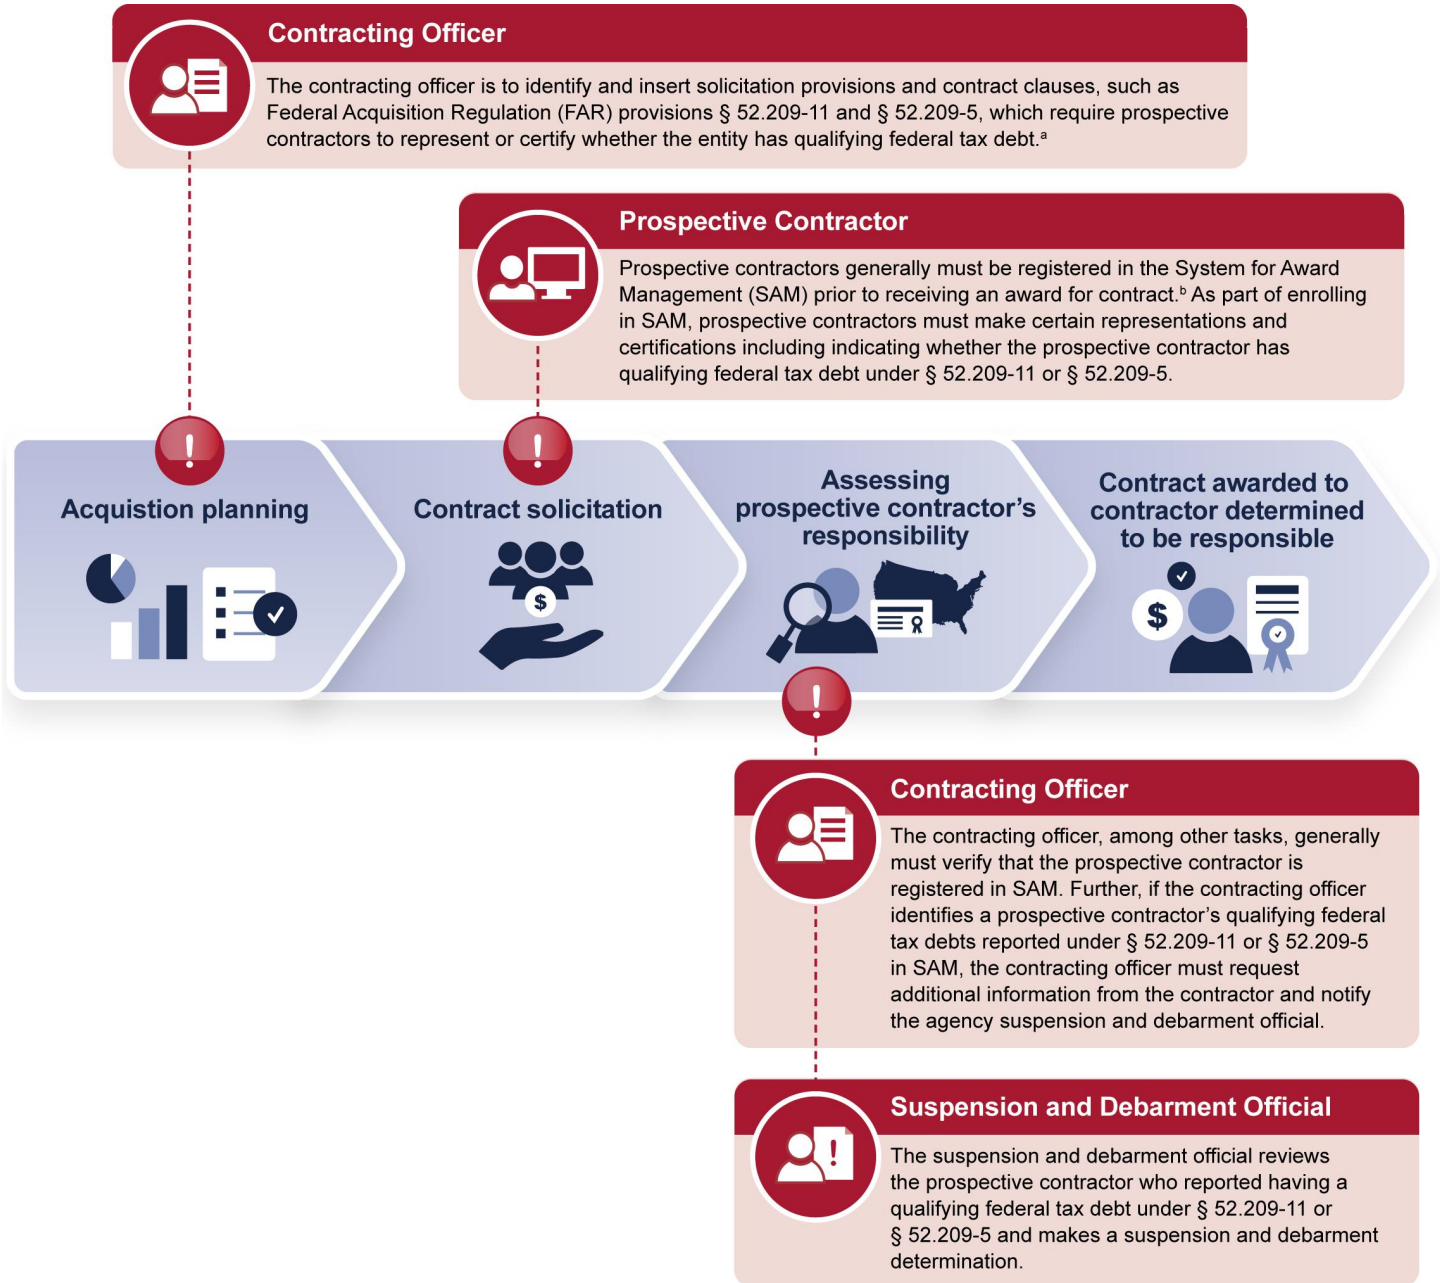 Contracting Officer
The contracting officer is to identify and insert solicitation provisions and contract clauses, such as
Federal Acquisition Regulation (FAR) provisions § 52.209-11 and § 52.209-5, which require prospective
contractors to represent or certify whether the entity has qualifying federal tax debt.ᵃ
Prospective Contractor
Prospective contractors generally must be registered in the System for Award
Management (SAM) prior to receiving an award for contract.ᵇ As part of enrolling
in SAM, prospective contractors must make certain representations and
certifications including indicating whether the prospective contractor has
qualifying federal tax debt under § 52.209-11 or § 52.209-5.
!
!
Acquistion planning
Contract solicitation
$
Assessing
prospective contractor's
responsibility
Contract awarded to
contractor determined
to be responsible
$
!
Contracting Officer
The contracting officer, among other tasks, generally
must verify that the prospective contractor is
registered in SAM. Further, if the contracting officer
identifies a prospective contractor's qualifying federal
tax debts reported under § 52.209-11 or § 52.209-5
in SAM, the contracting officer must request
additional information from the contractor and notify
the agency suspension and debarment official.
!
Suspension and Debarment Official
The suspension and debarment official reviews
the prospective contractor who reported having a
qualifying federal tax debt under § 52.209-11 or
§ 52.209-5 and makes a suspension and debarment
determination.